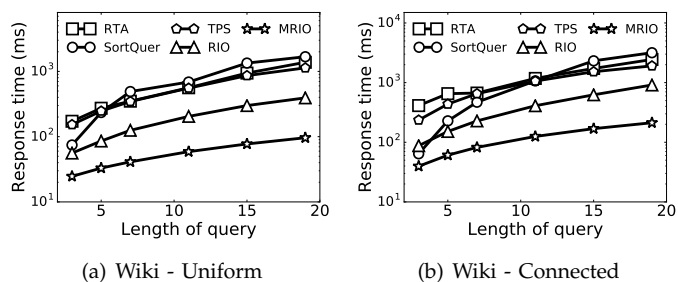 RTA TPS MRIO
SortQuer RIO
Response time (ms)
10^3
10^2
10^1
5 10 15 20
Length of query
(a) Wiki - Uniform
RTA TPS MRIO
SortQuer RIO
Response time (ms)
10^4
10^3
10^2
10^1
5 10 15 20
Length of query
(b) Wiki - Connected